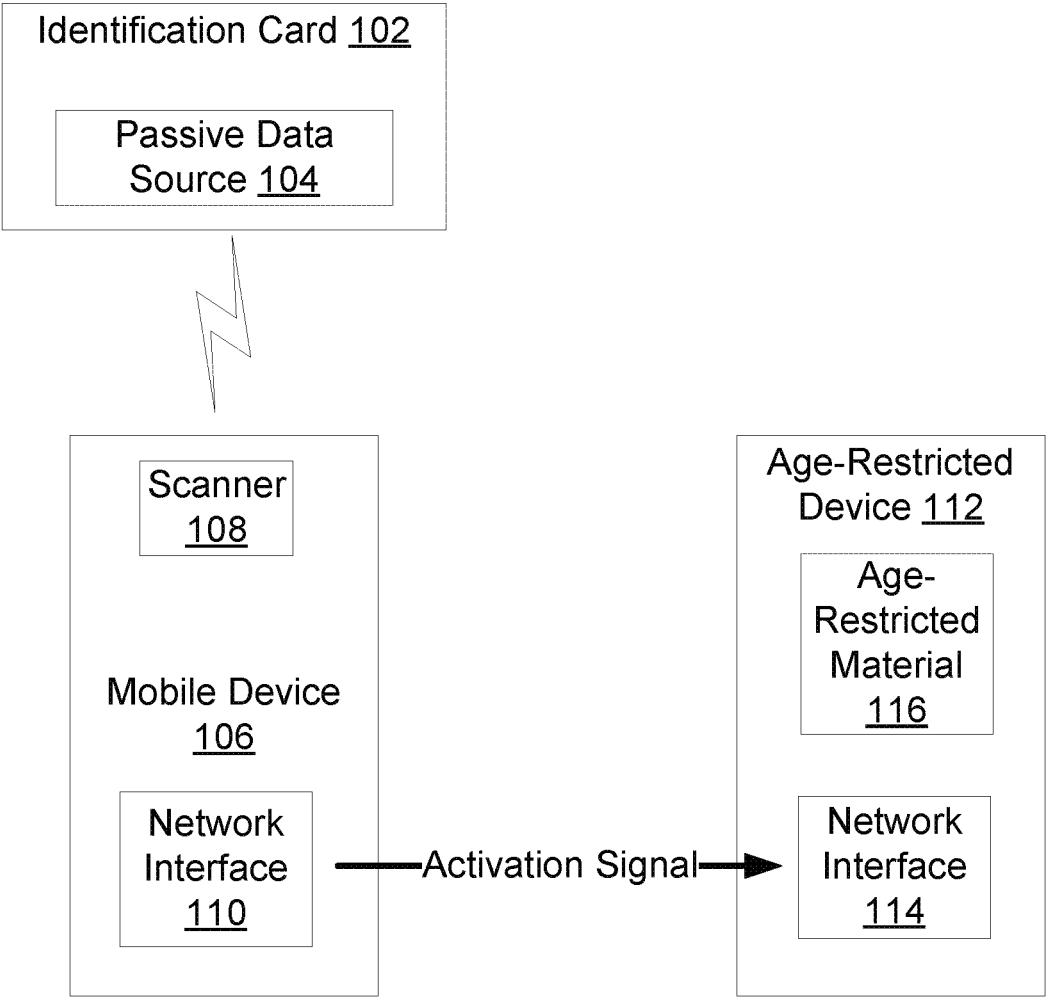 Identification Card 102
Passive Data
Source 104
Scanner
108
Mobile Device
106
Network
Interface
110
Activation Signal
Age-Restricted
Device 112
Age-
Restricted
Material
116
Network
Interface
114